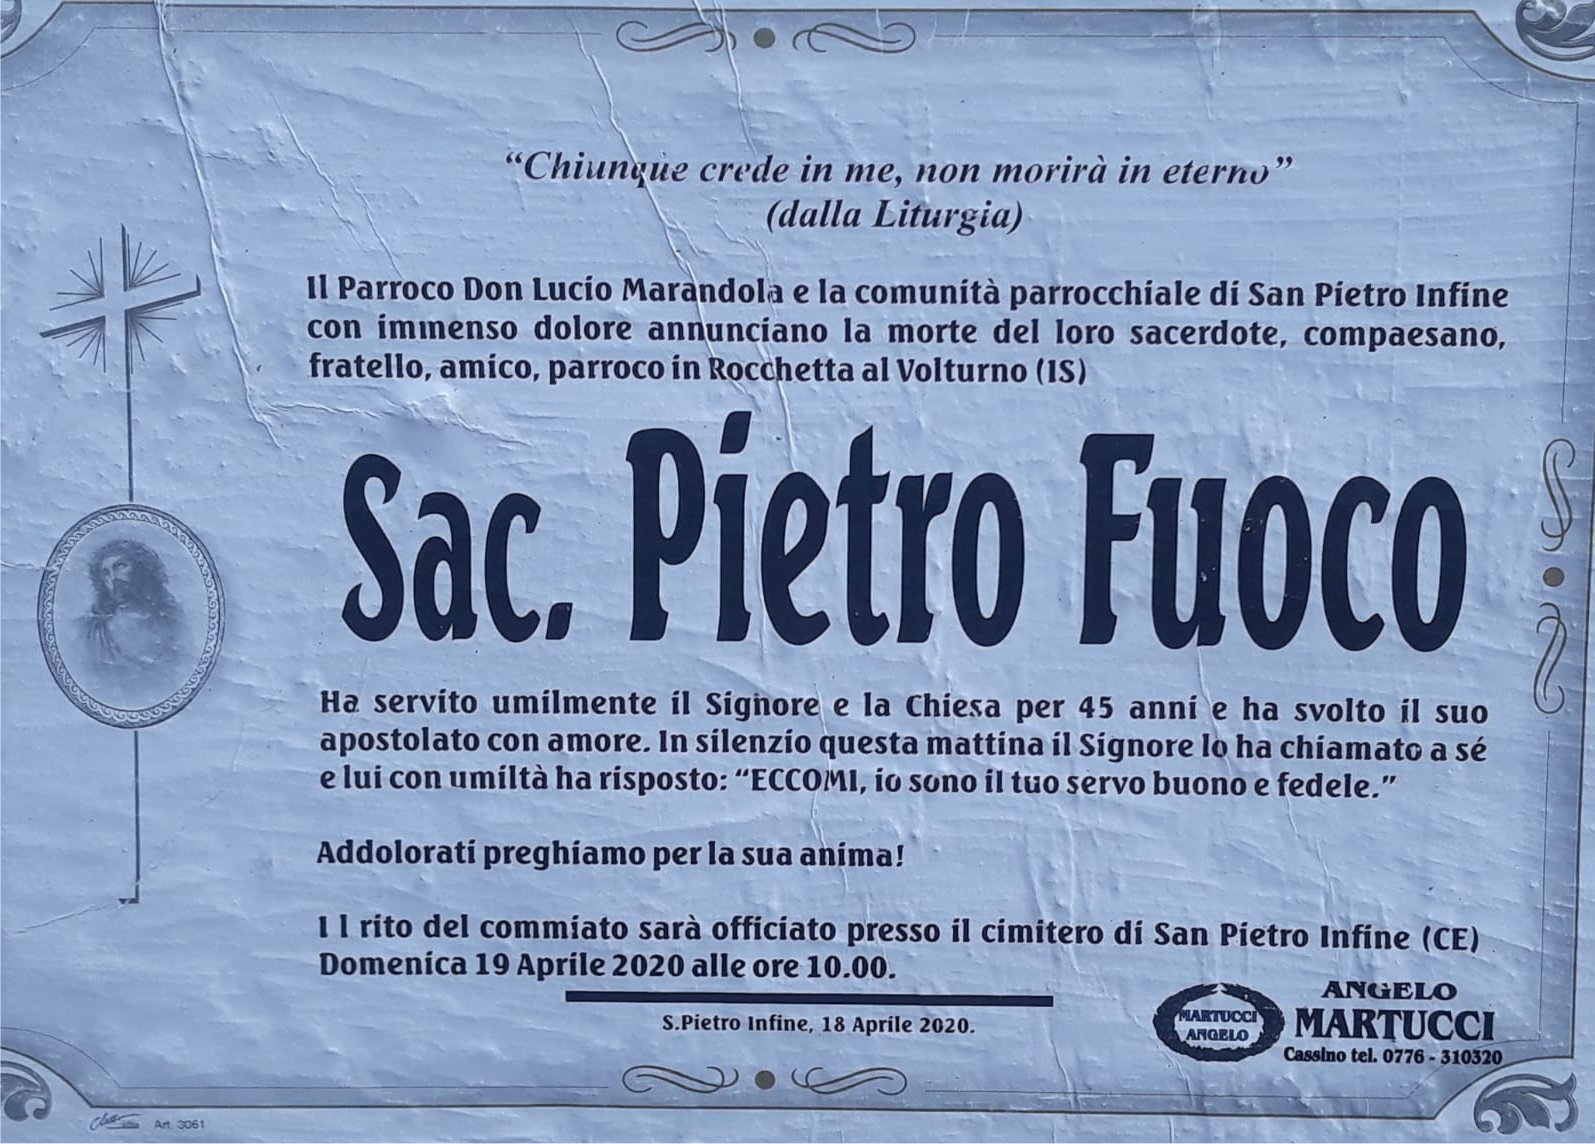 “Chiunque crede in me, non morirà in eterno”
(dalla Liturgia)
Il Parroco Don Lucio Marandola e la comunità parrocchiale di San Pietro Infine
con immenso dolore annunciano la morte del loro sacerdote, compaesano,
fratello, amico, parroco in Rocchetta al Volturno (IS)
Sac. Pietro Fuoco
Ha servito umilmente il Signore e la Chiesa per 45 anni e ha svolto il suo
apostolato con amore. In silenzio questa mattina il Signore lo ha chiamato a sé
e lui con umiltà ha risposto: “ECCOMI, io sono il tuo servo buono e fedele.”
Addolorati preghiamo per la sua anima!
I l rito del commiato sarà officiato presso il cimitero di San Pietro Infine (CE)
Domenica 19 Aprile 2020 alle ore 10.00.
S.Pietro Infine, 18 Aprile 2020.
MARTUCCI
ANGELO
ANGELO
MARTUCCI
Cassino tel. 0776 - 310320
Art. 3061